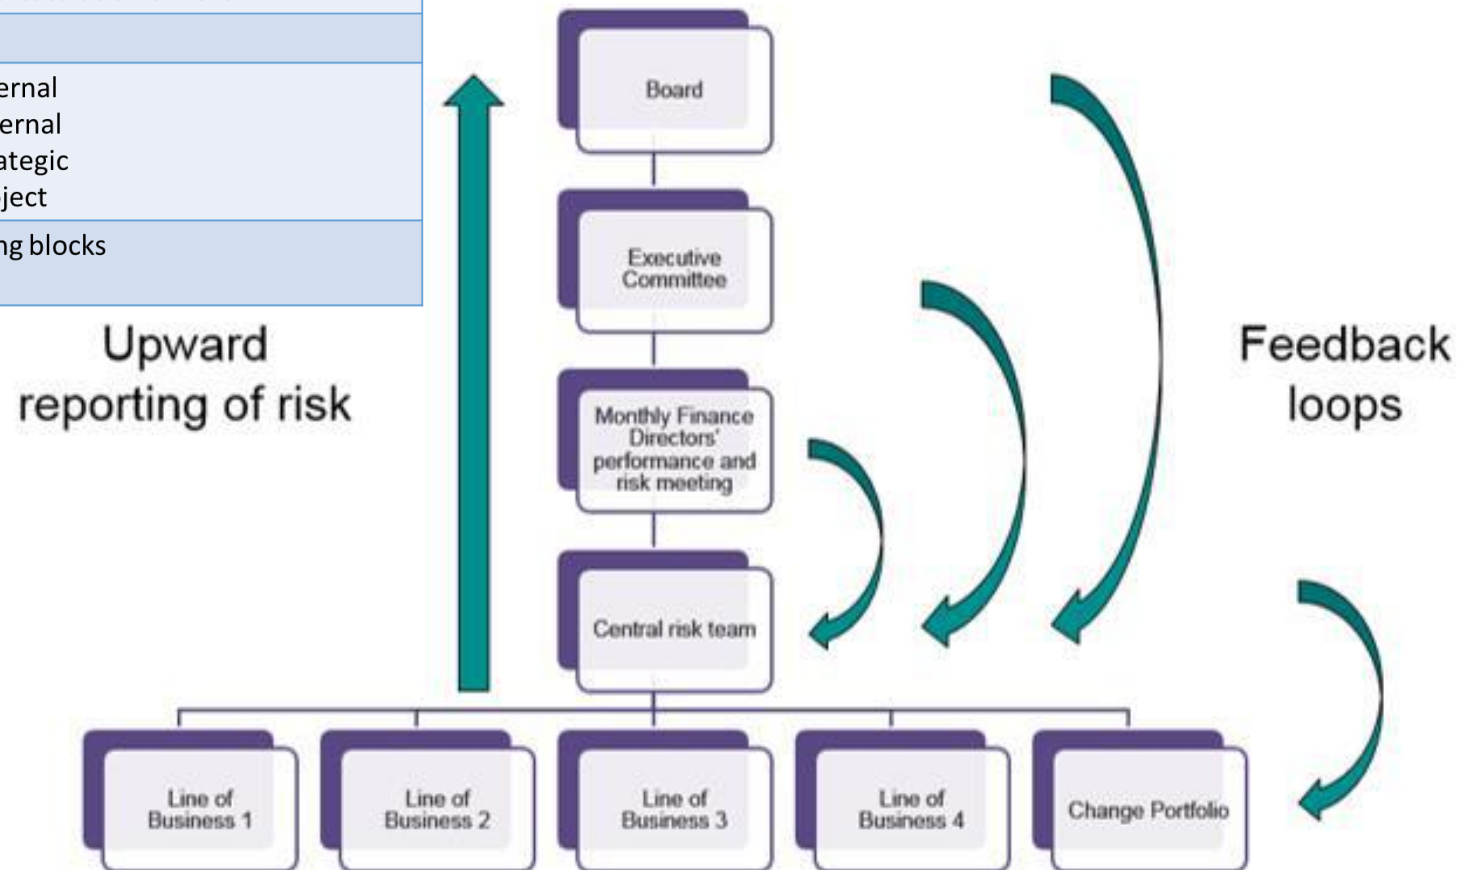 ernal
ernal
ategic
ject
ng blocks
Upward
reporting of risk
Board
Executive
Committee
Monthly Finance
Directors'
performance and
risk meeting
Central risk team
Feedback
loops
Line of
Business 1
Line of
Business 2
Line of
Business 3
Line of
Business 4
Change Portfolio